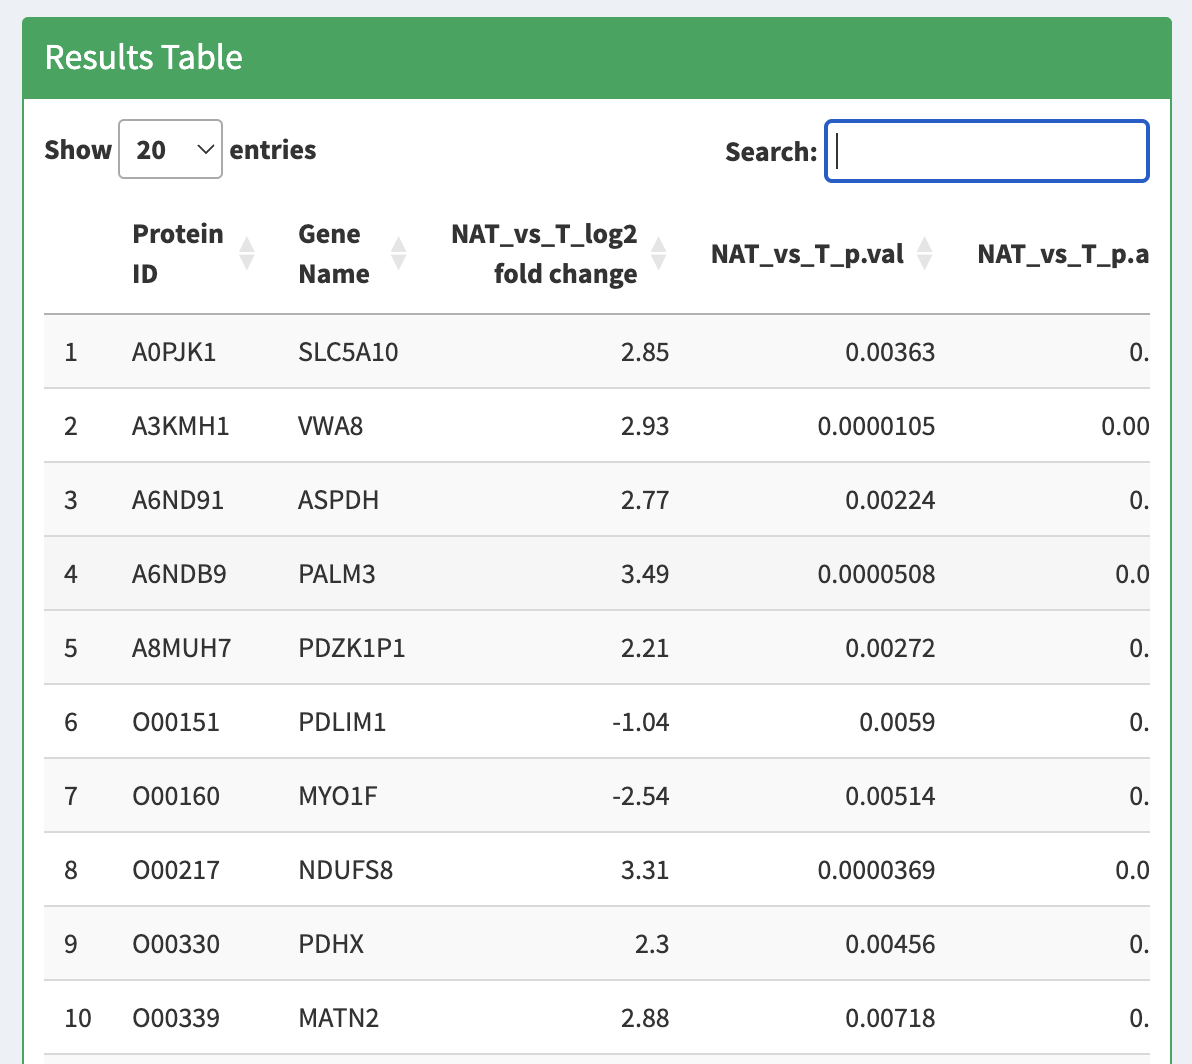 Results Table
Show 20 entries Search:
Protein ID Gene Name NAT_vs_T_log2 fold change NAT_vs_T_p.val NAT_vs_T_p.a
1 A0PJK1 SLC5A10 2.85 0.00363 0.
2 A3KMH1 VWA8 2.93 0.0000105 0.00
3 A6ND91 ASPDH 2.77 0.00224 0.
4 A6NDB9 PALM3 3.49 0.0000508 0.0
5 A8MUH7 PDZK1P1 2.21 0.00272 0.
6 O00151 PDLIM1 -1.04 0.0059 0.
7 O00160 MYO1F -2.54 0.00514 0.
8 O00217 NDUFS8 3.31 0.0000369 0.0
9 O00330 PDHX 2.3 0.00456 0.
10 O00339 MATN2 2.88 0.00718 0.